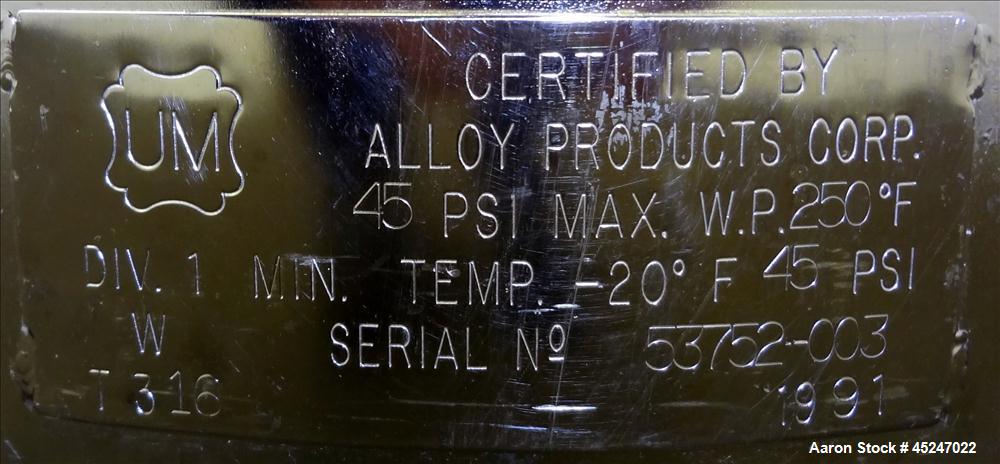 UM
CERTIFIED BY
ALLOY PRODUCTS CORP.
45 PSI MAX. W.P. 250°F
DIV. 1 MIN. TEMP. -20° F 45 PSI
W SERIAL Nº 53752-003
T 316 1991
Aaron Stock # 45247022